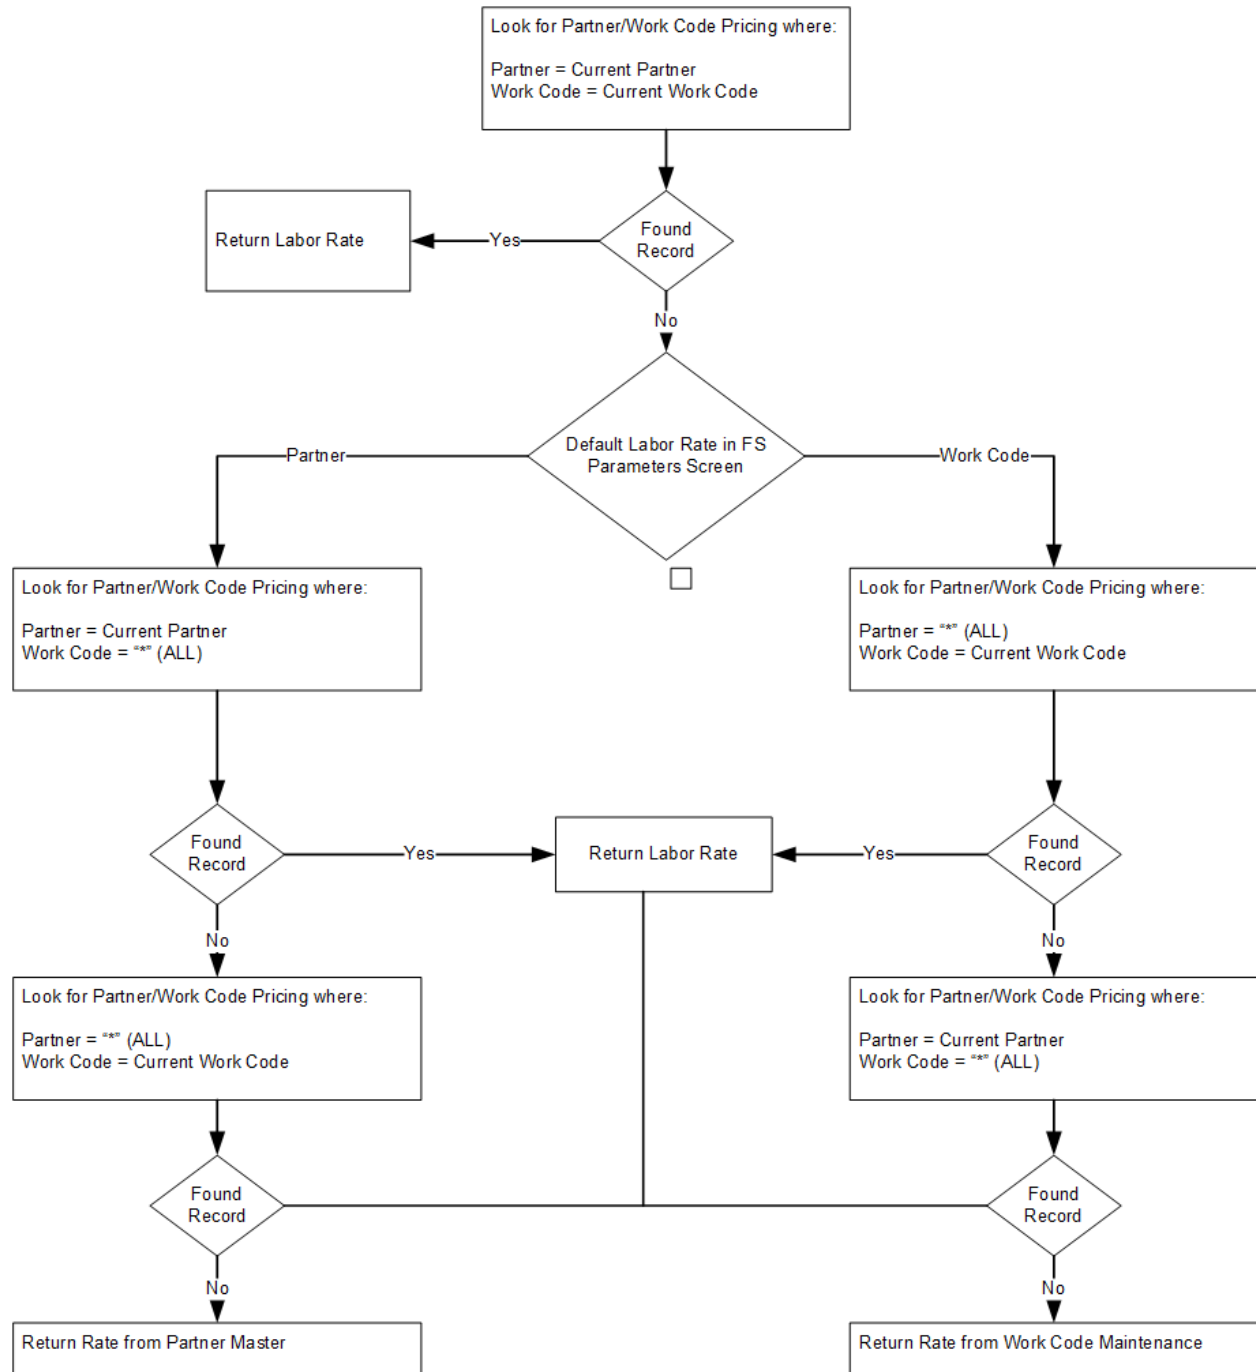 Look for Partner/Work Code Pricing where:
Partner = Current Partner
Work Code = Current Work Code
Return Labor Rate
Yes
Found
Record
No
Default Labor Rate in FS
Parameters Screen
Partner
Work Code
Look for Partner/Work Code Pricing where:
Partner = Current Partner
Work Code = “*” (ALL)
Look for Partner/Work Code Pricing where:
Partner = “*” (ALL)
Work Code = Current Work Code
Found
Record
Yes
Return Labor Rate
Yes
Found
Record
No
No
Look for Partner/Work Code Pricing where:
Partner = “*” (ALL)
Work Code = Current Work Code
Look for Partner/Work Code Pricing where:
Partner = Current Partner
Work Code = “*” (ALL)
Found
Record
Found
Record
No
No
Return Rate from Partner Master
Return Rate from Work Code Maintenance